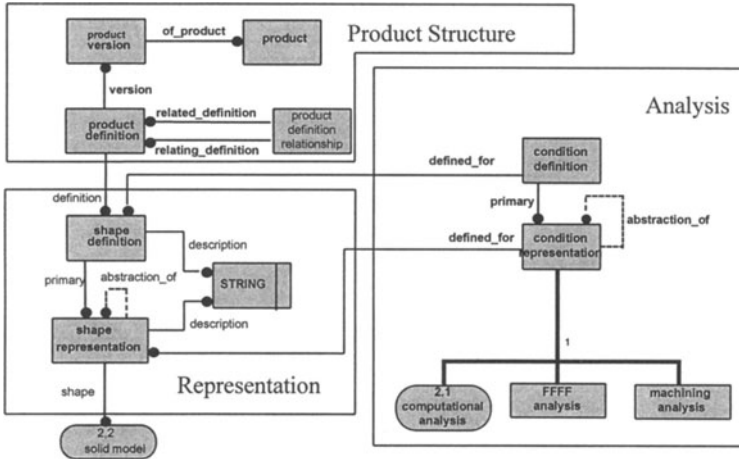 product
version
of_product
product
Product Structure
version
product
definition
related_definition
relating_definition
product
definition
relationship
Analysis
defined_for
condition
definition
primary
abstraction_of
definition
shape
definition
description
defined_for
condition
representation
primary
abstraction_of
STRING
description
shape
representation
Representation
shape
1
2,2
solid model
2,1
computational
analysis
FFFF
analysis
machining
analysis